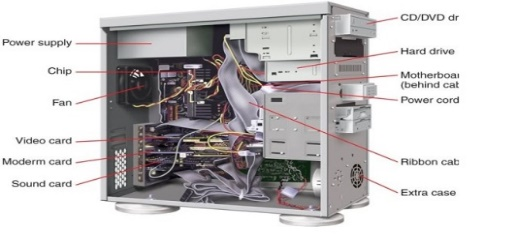 Power supply
Chip
Fan
Video card
Moderm card
Sound card
CD/DVD dr
Hard drive
Motherboar
(behind cab
Power cord
Ribbon cab
Extra case